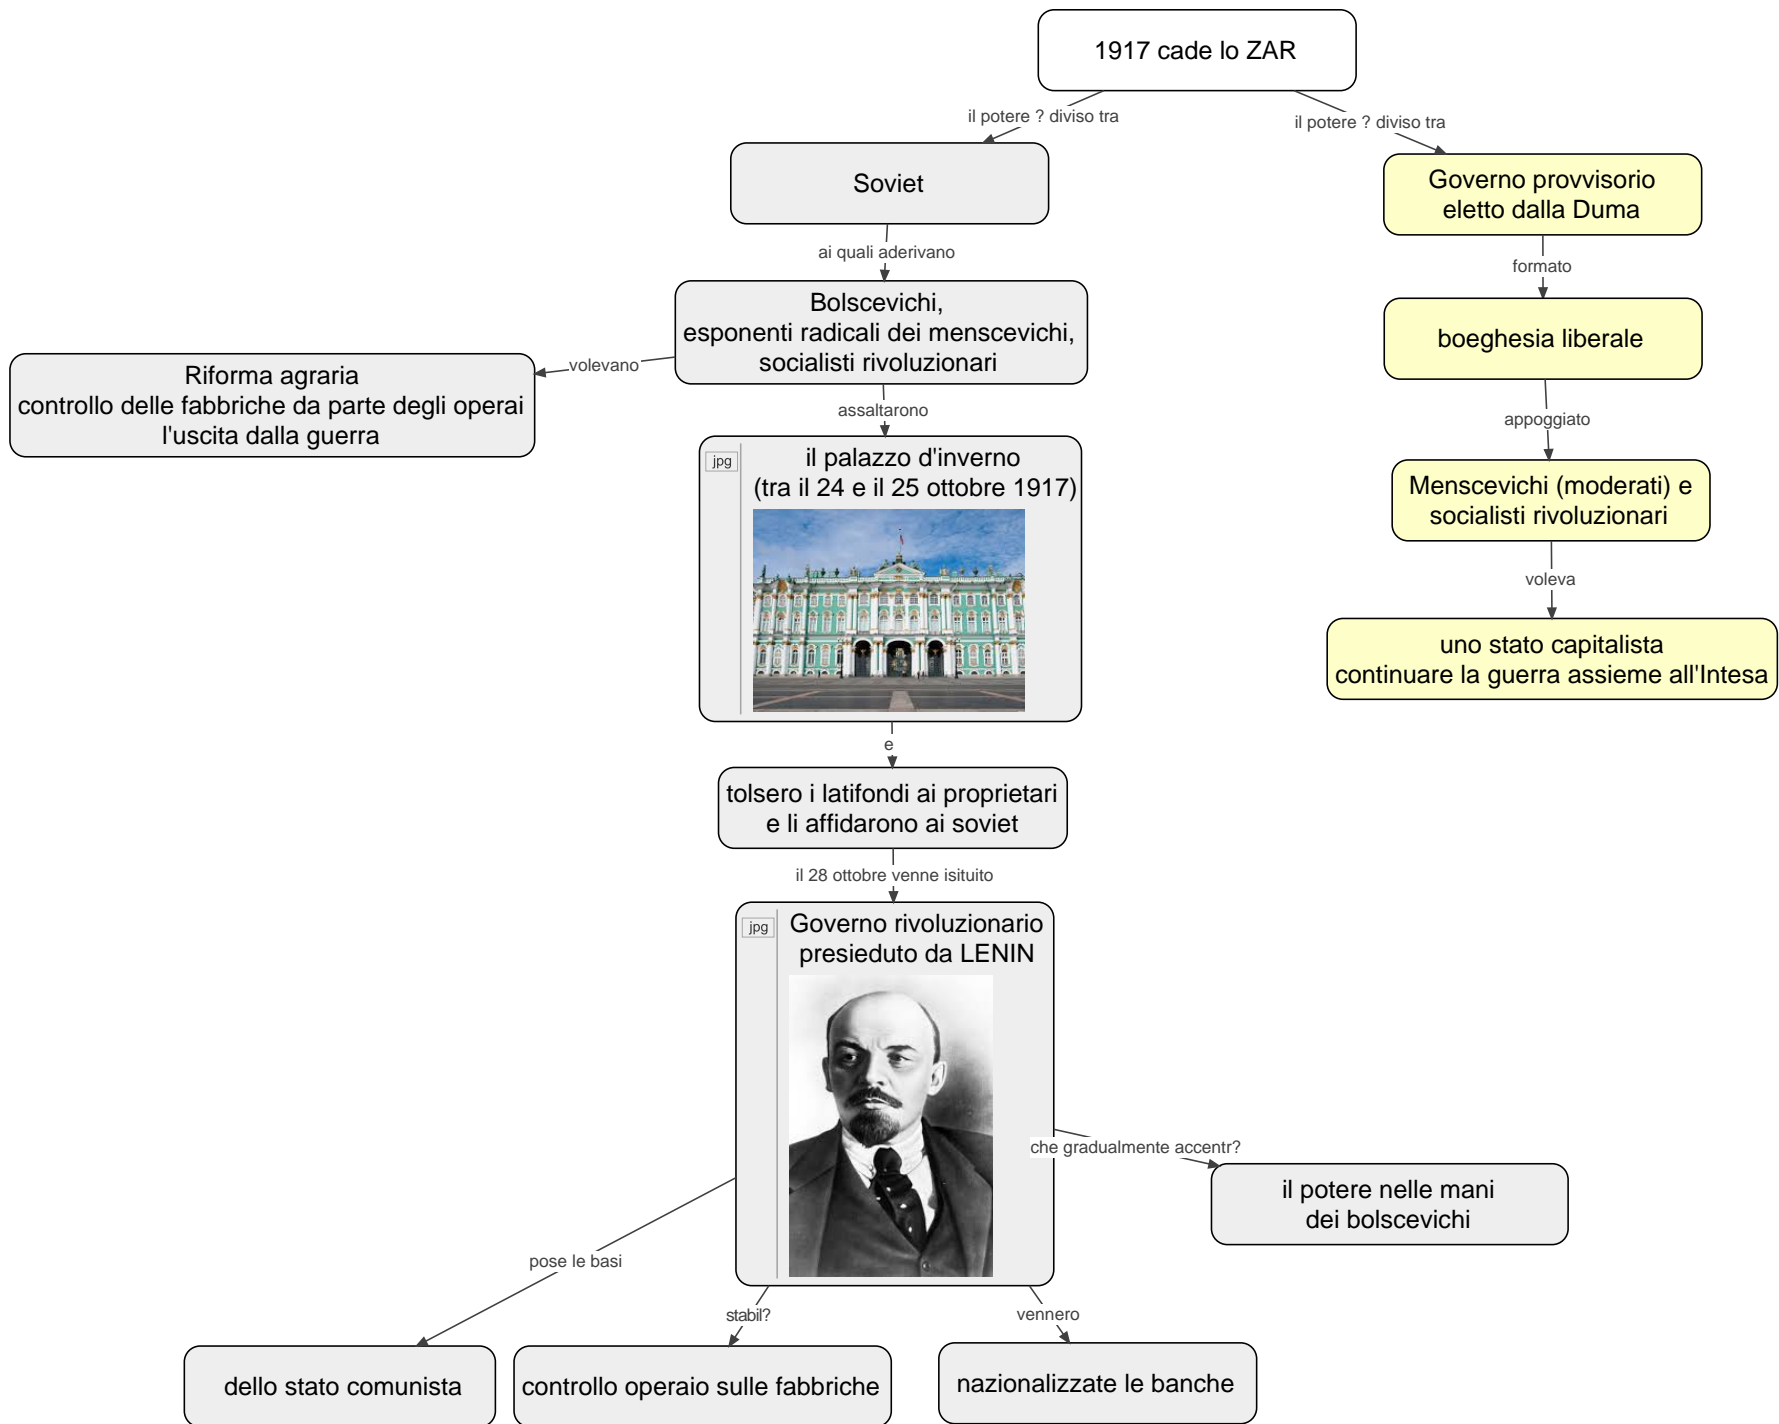 1917 cade lo ZAR
il potere ? diviso tra
il potere ? diviso tra
Soviet
Governo provvisorio
eletto dalla Duma
ai quali aderivano
formato
Bolscevichi,
esponenti radicali dei menscevichi,
socialisti rivoluzionari
boeghesia liberale
volevano
Riforma agraria
controllo delle fabbriche da parte degli operai
l'uscita dalla guerra
assaltarono
appoggiato
jpg
il palazzo d'inverno
(tra il 24 e il 25 ottobre 1917)
Menscevichi (moderati) e
socialisti rivoluzionari
voleva
uno stato capitalista
continuare la guerra assieme all'Intesa
e
tolsero i latifondi ai proprietari
e li affidarono ai soviet
il 28 ottobre venne isituito
jpg
Governo rivoluzionario
presieduto da LENIN
che gradualmente accentr?
il potere nelle mani
dei bolscevichi
pose le basi
stabil?
vennero
dello stato comunista
controllo operaio sulle fabbriche
nazionalizzate le banche